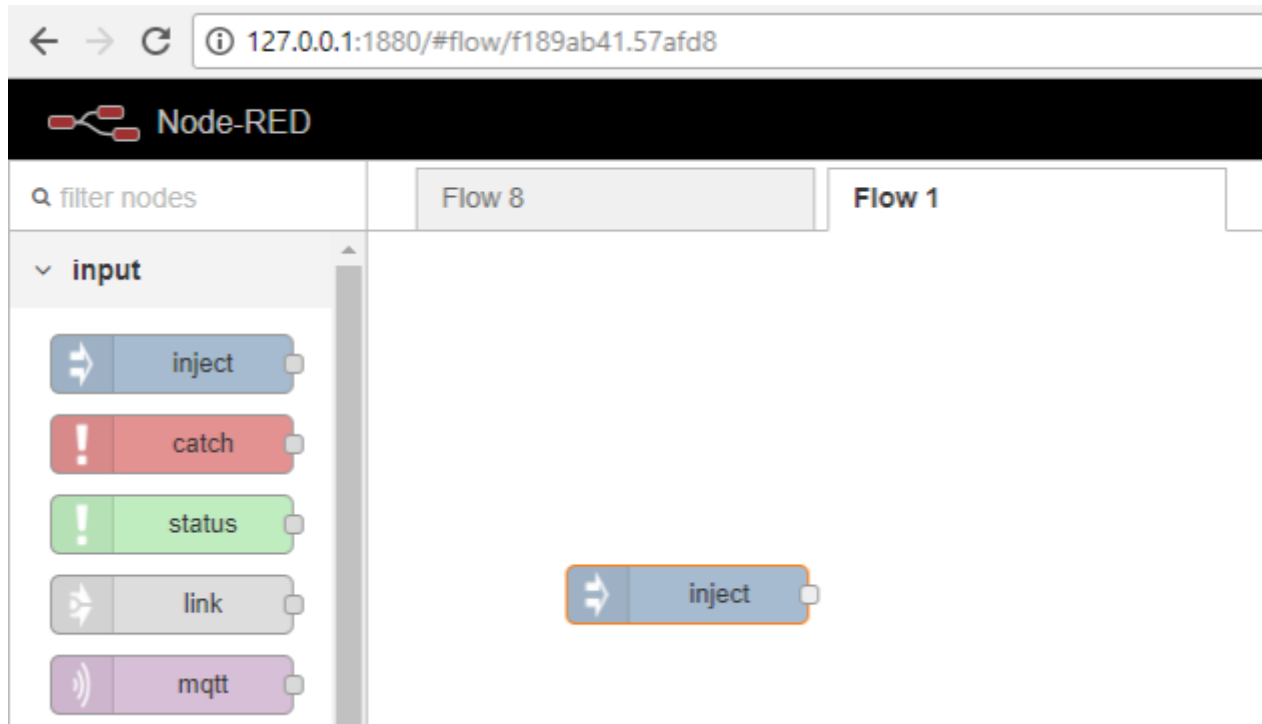 127.0.0.1:1880/#flow/f189ab41.57afd8
Node-RED
filter nodes
Flow 8
Flow 1
input
inject
catch
status
link
mqtt
inject